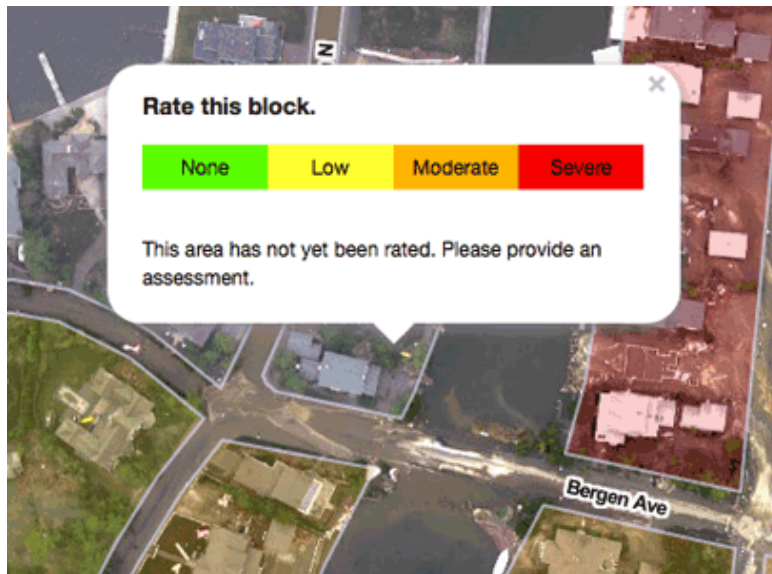 N
×
Rate this block.
None Low Moderate Severe
This area has not yet been rated. Please provide an
assessment.
Bergen Ave